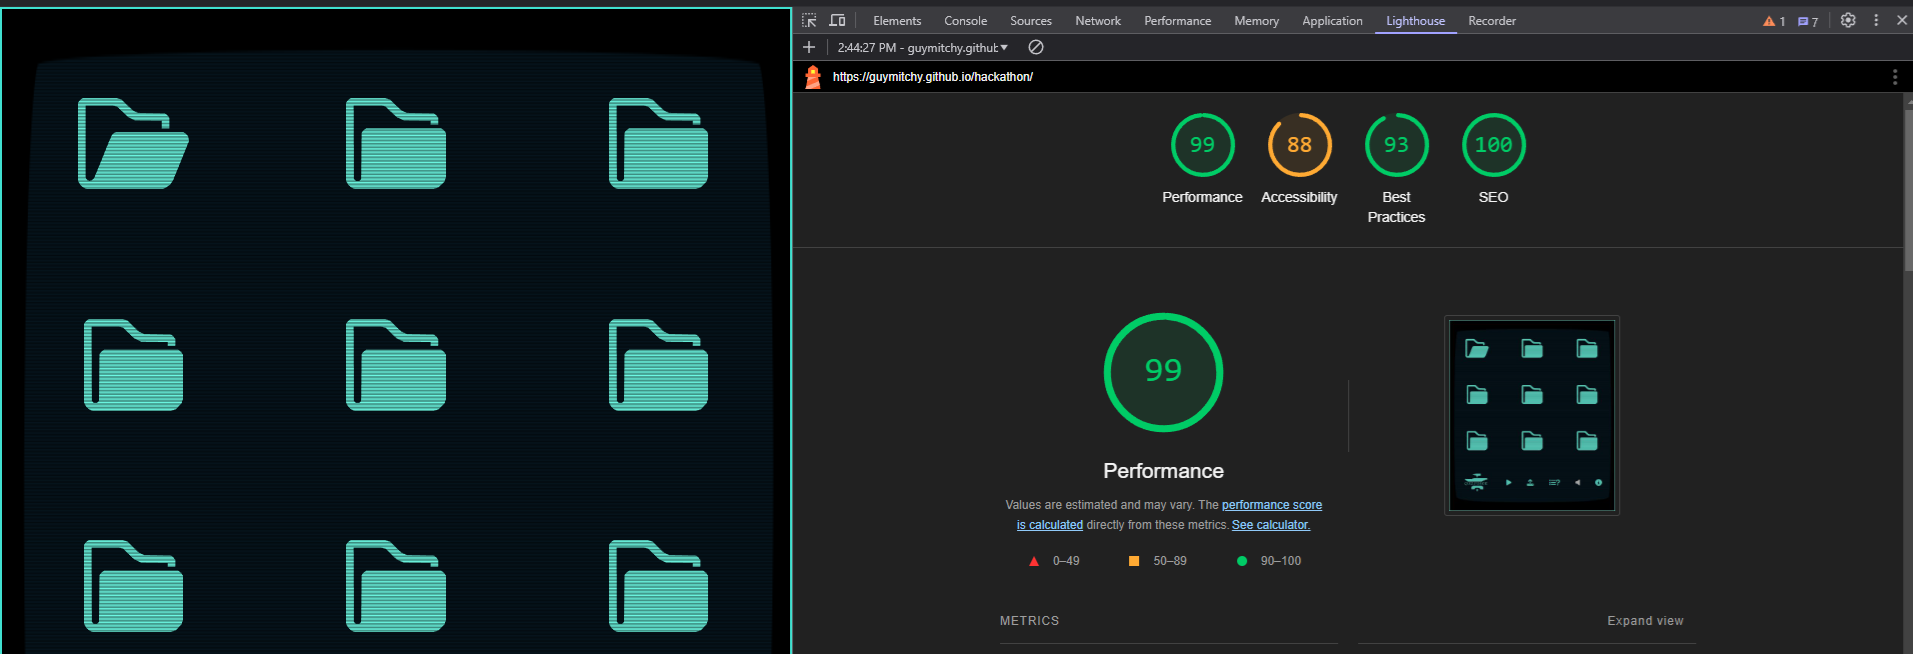 Elements Console Sources Network Performance Memory Application Lighthouse Recorder 1 7
2:44:27 PM - guymitchy.github
https://guymitchy.github.io/hackathon/
99 88 93 100
Performance Accessibility Best Practices SEO
99
Performance
Values are estimated and may vary. The performance score
is calculated directly from these metrics. See calculator.
0–49 50–89 90–100
METRICS Expand view